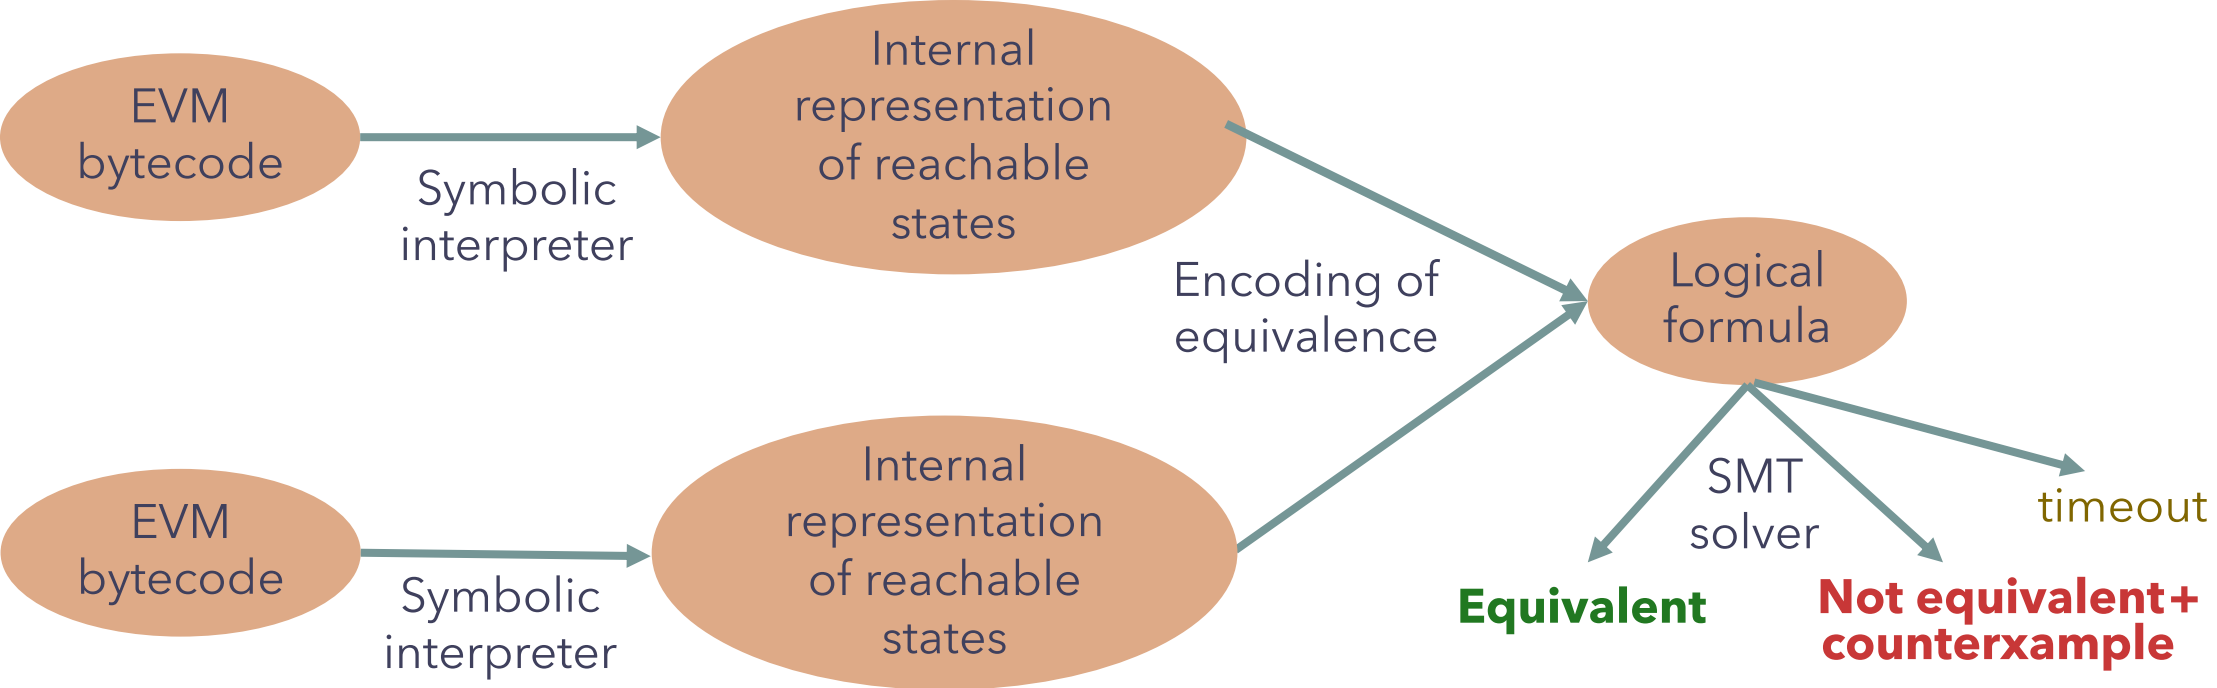 EVM
bytecode
Symbolic
interpreter
Internal
representation
of reachable
states
Encoding of
equivalence
Logical
formula
EVM
bytecode
Symbolic
interpreter
Internal
representation
of reachable
states
SMT
solver
Equivalent
Not equivalent+
counterxample
timeout